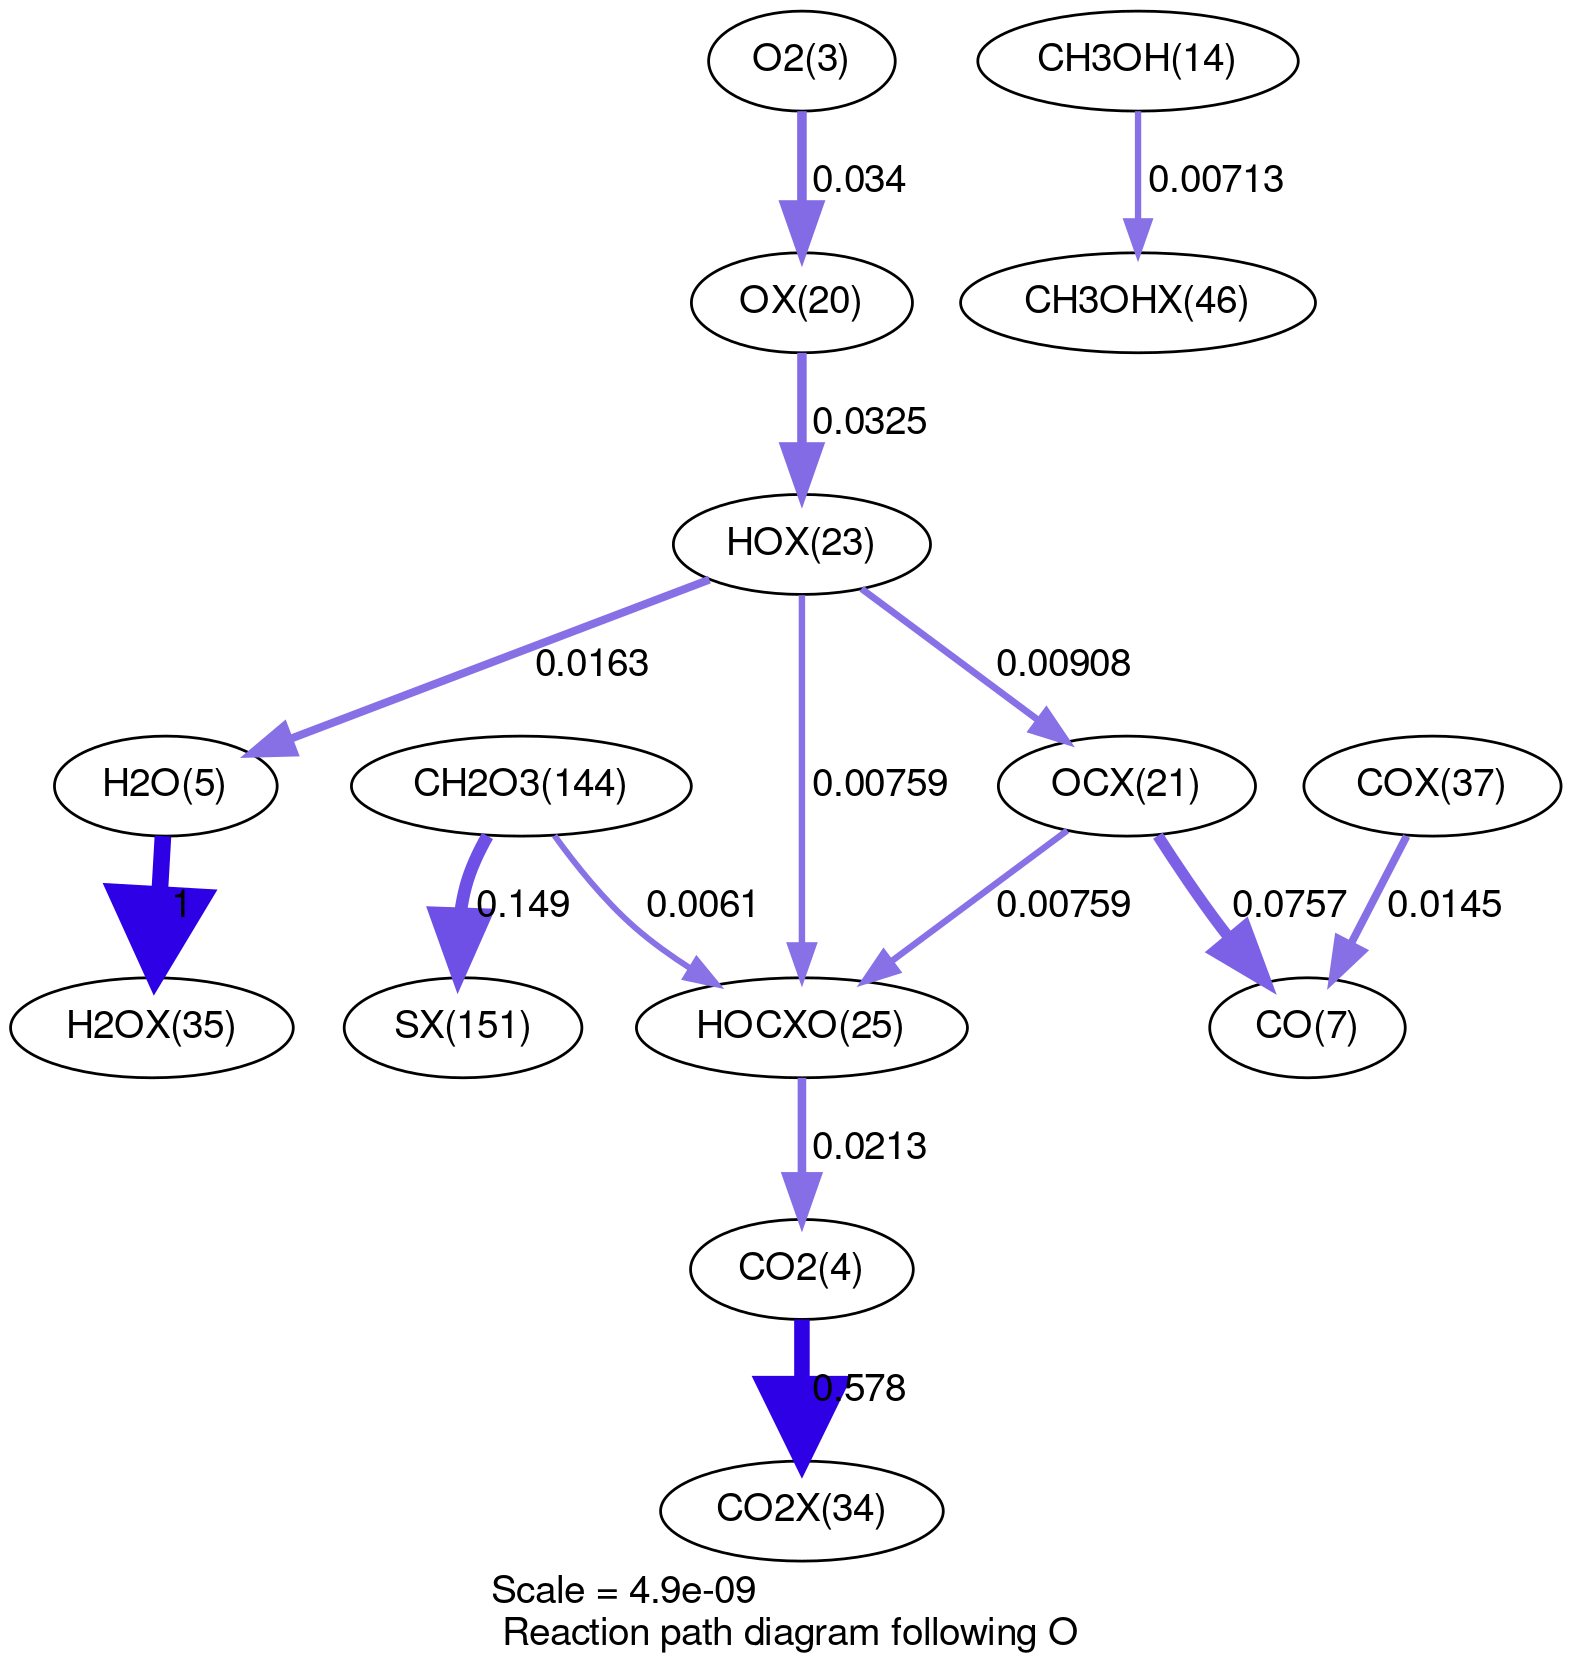 O2(3)
CH3OH(14)
0.034
0.00713
OX(20)
CH3OHX(46)
0.0325
HOX(23)
0.0163
0.00908
H2O(5)
CH2O3(144)
0.00759
OCX(21)
COX(37)
1
0.149
0.0061
0.00759
0.0757
0.0145
H2OX(35)
SX(151)
HOCXO(25)
CO(7)
0.0213
CO2(4)
0.578
CO2X(34)
Scale = 4.9e-09
Reaction path diagram following O